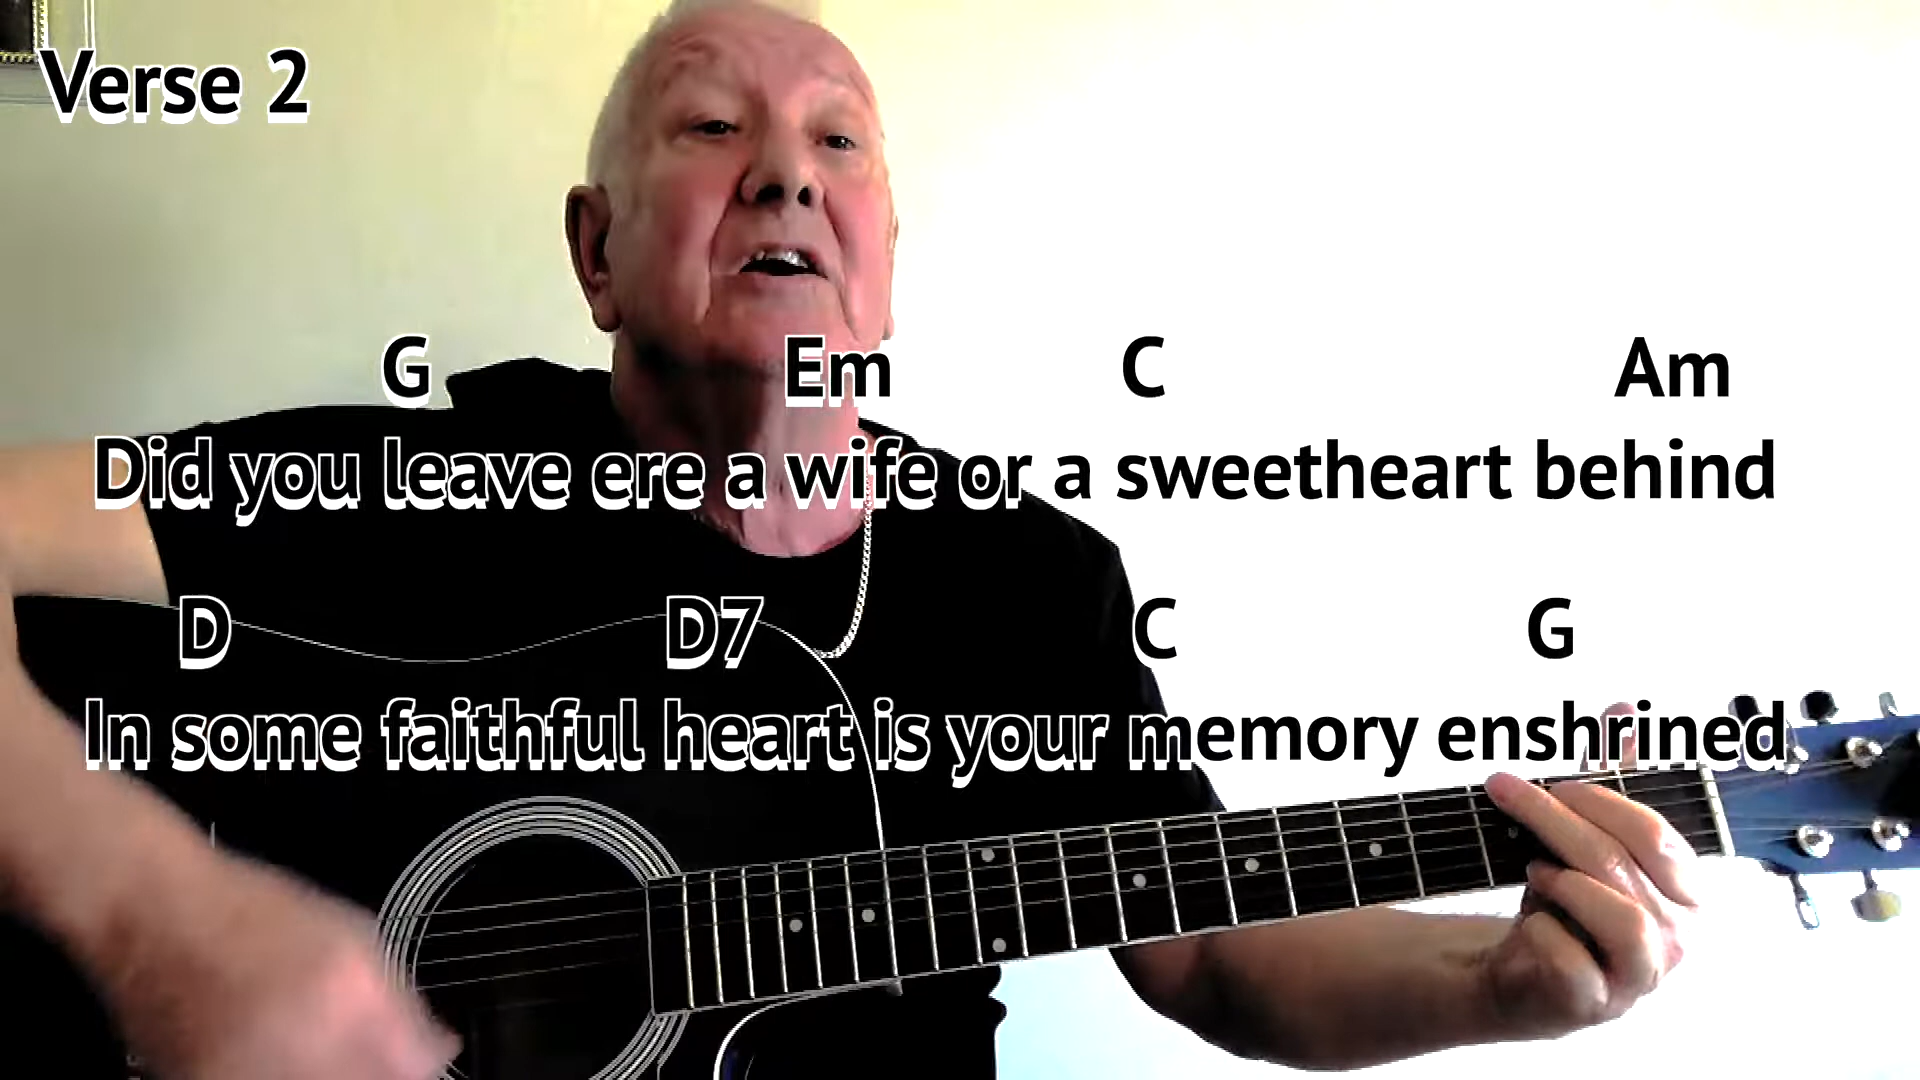 Verse 2
G Em C Am
Did you leave ere a wife or a sweetheart behind
D D7 C G
In some faithful heart is your memory enshrined